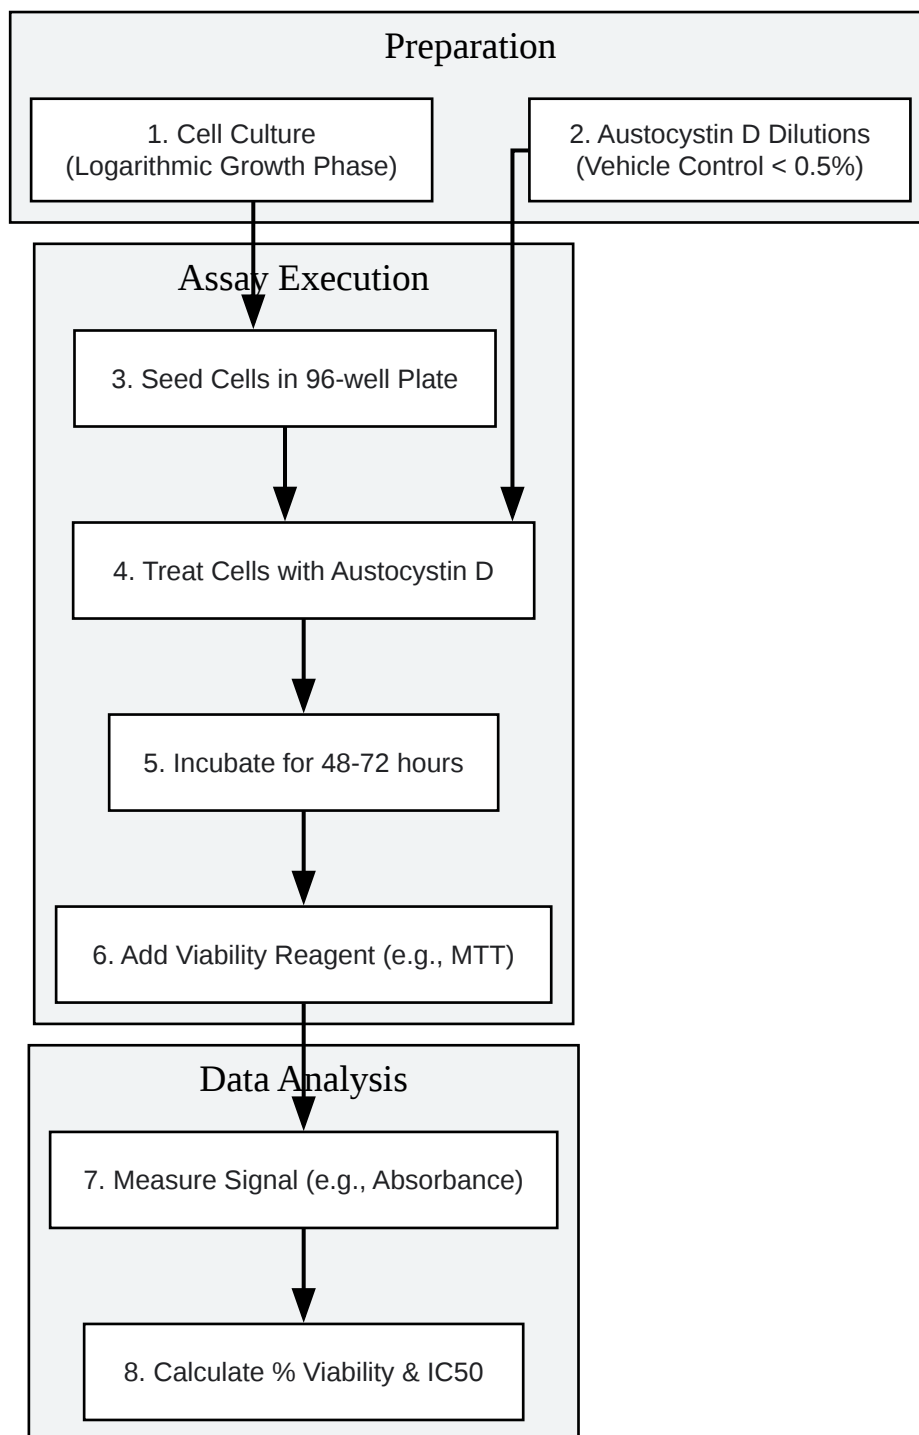 Preparation
1. Cell Culture
(Logarithmic Growth Phase)
2. Austocystin D Dilutions
(Vehicle Control < 0.5%)
Assay Execution
3. Seed Cells in 96-well Plate
4. Treat Cells with Austocystin D
5. Incubate for 48-72 hours
6. Add Viability Reagent (e.g., MTT)
Data Analysis
7. Measure Signal (e.g., Absorbance)
8. Calculate % Viability & IC50